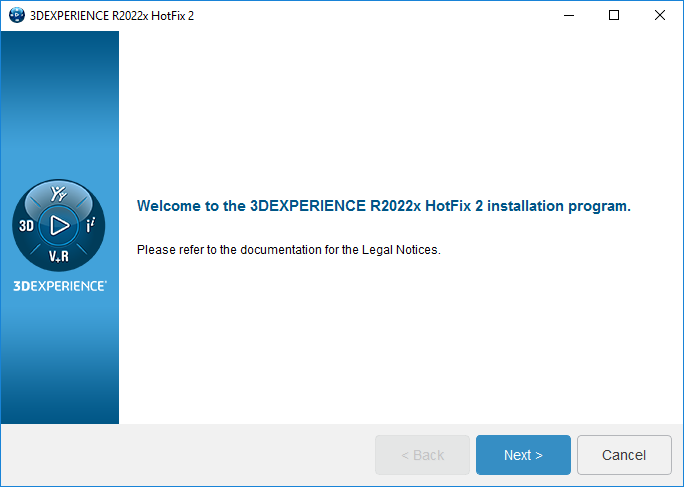 3DEXPERIENCE R2022x HotFix 2
3D
V+R
3DEXPERIENCE
Welcome to the 3DEXPERIENCE R2022x HotFix 2 installation program.
Please refer to the documentation for the Legal Notices.
< Back
Next >
Cancel